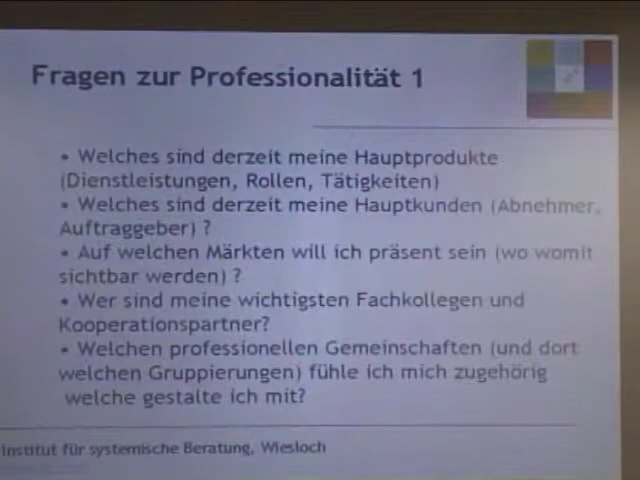 Fragen zur Professionalität 1
• Welches sind derzeit meine Hauptprodukte
(Dienstleistungen, Rollen, Tätigkeiten)
• Welches sind derzeit meine Hauptkunden (Abnehmer,
Auftraggeber) ?
• Auf welchen Märkten will ich präsent sein (wo womit
sichtbar werden) ?
• Wer sind meine wichtigsten Fachkollegen und
Kooperationspartner?
• Welchen professionellen Gemeinschaften (und dort
welchen Gruppierungen) fühle ich mich zugehörig
welche gestalte ich mit?
Institut für systemische Beratung, Wiesloch